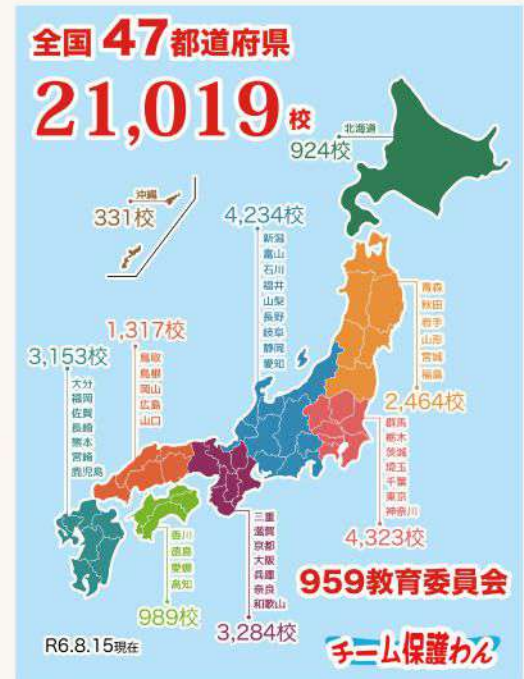 全国 47都道府県
21,019校
北海道
924校
沖縄
331校
4,234校
新潟
富山
石川
福井
山梨
長野
岐阜
静岡
愛知
青森
秋田
岩手
山形
宮城
福島
2,464校
1,317校
鳥取
島根
岡山
広島
山口
3,153校
大分
福岡
佐賀
長崎
熊本
宮崎
鹿児島
群馬
栃木
茨城
埼玉
千葉
東京
神奈川
4,323校
三重
滋賀
京都
大阪
兵庫
奈良
和歌山
3,284校
香川
徳島
愛媛
高知
989校
959教育委員会
R6.8.15現在
チーム保護わん